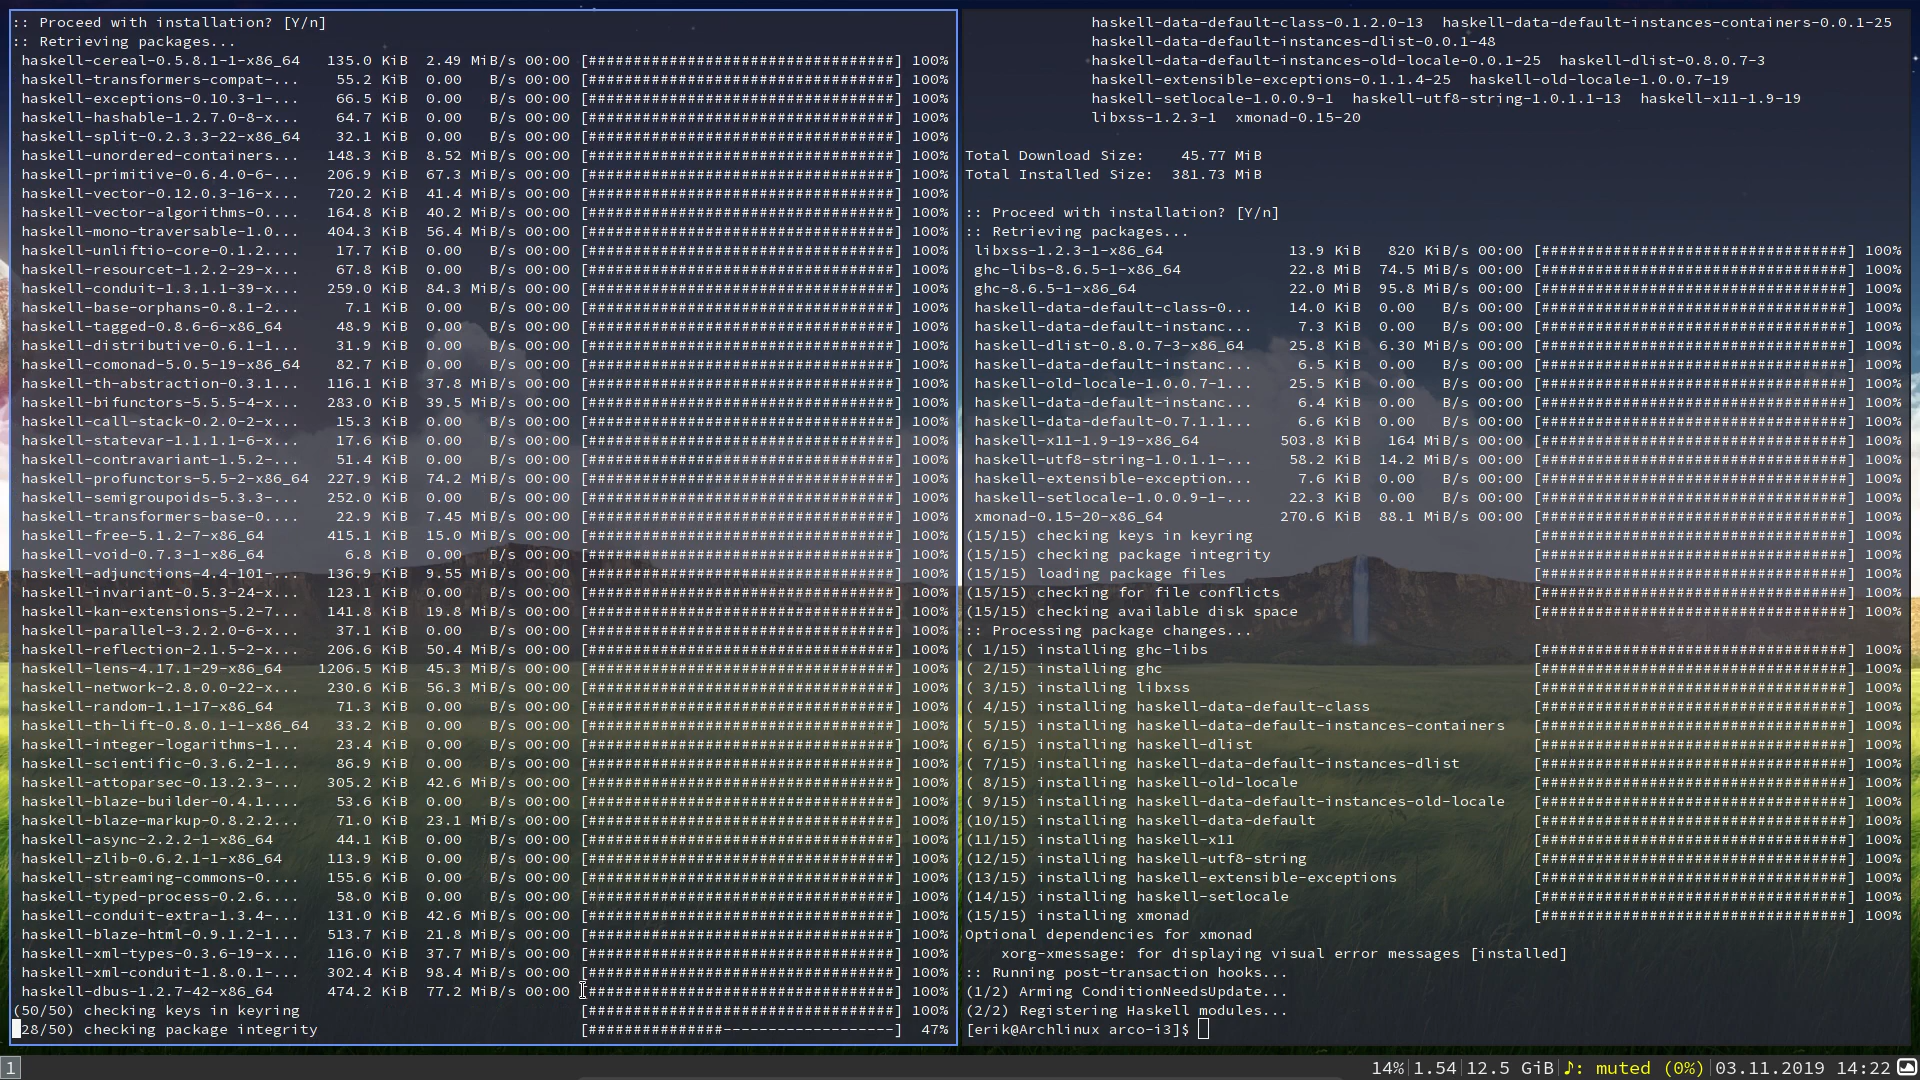 :: Proceed with installation? [Y/n]
:: Retrieving packages...
haskell-cereal-0.5.8.1-1-x86_64 135.0 KiB 2.49 MiB/s 00:00 [##################################] 100%
haskell-transformers-compat-... 55.2 KiB 0.00 B/s 00:00 [##################################] 100%
haskell-exceptions-0.10.3-1-... 66.5 KiB 0.00 B/s 00:00 [##################################] 100%
haskell-hashable-1.2.7.0-8-x... 64.7 KiB 0.00 B/s 00:00 [##################################] 100%
haskell-split-0.2.3.3-22-x86_64 32.1 KiB 0.00 B/s 00:00 [##################################] 100%
haskell-unordered-containers... 148.3 KiB 8.52 MiB/s 00:00 [##################################] 100%
haskell-primitive-0.6.4.0-6-... 206.9 KiB 67.3 MiB/s 00:00 [##################################] 100%
haskell-vector-0.12.0.3-16-x... 720.2 KiB 41.4 MiB/s 00:00 [##################################] 100%
haskell-vector-algorithms-0.... 164.8 KiB 40.2 MiB/s 00:00 [##################################] 100%
haskell-mono-traversable-1.0... 404.3 KiB 56.4 MiB/s 00:00 [##################################] 100%
haskell-unliftio-core-0.1.2.... 17.7 KiB 0.00 B/s 00:00 [##################################] 100%
haskell-resourcet-1.2.2-29-x... 67.8 KiB 0.00 B/s 00:00 [##################################] 100%
haskell-conduit-1.3.1.1-39-x... 259.0 KiB 84.3 MiB/s 00:00 [##################################] 100%
haskell-base-orphans-0.8.1-2... 7.1 KiB 0.00 B/s 00:00 [##################################] 100%
haskell-tagged-0.8.6-6-x86_64 48.9 KiB 0.00 B/s 00:00 [##################################] 100%
haskell-distributive-0.6.1-1... 31.9 KiB 0.00 B/s 00:00 [##################################] 100%
haskell-comonad-5.0.5-19-x86_64 82.7 KiB 0.00 B/s 00:00 [##################################] 100%
haskell-th-abstraction-0.3.1... 116.1 KiB 37.8 MiB/s 00:00 [##################################] 100%
haskell-bifunctors-5.5.5-4-x... 283.0 KiB 39.5 MiB/s 00:00 [##################################] 100%
haskell-call-stack-0.2.0-2-x... 15.3 KiB 0.00 B/s 00:00 [##################################] 100%
haskell-statevar-1.1.1.1-6-x... 17.6 KiB 0.00 B/s 00:00 [##################################] 100%
haskell-contravariant-1.5.2-... 51.4 KiB 0.00 B/s 00:00 [##################################] 100%
haskell-profunctors-5.5-2-x86_64 227.9 KiB 74.2 MiB/s 00:00 [##################################] 100%
haskell-semigroupoids-5.3.3-... 252.0 KiB 0.00 B/s 00:00 [##################################] 100%
haskell-transformers-base-0.... 22.9 KiB 7.45 MiB/s 00:00 [##################################] 100%
haskell-free-5.1.2-7-x86_64 415.1 KiB 15.0 MiB/s 00:00 [##################################] 100%
haskell-void-0.7.3-1-x86_64 6.8 KiB 0.00 B/s 00:00 [##################################] 100%
haskell-adjunctions-4.4-101-... 136.9 KiB 9.55 MiB/s 00:00 [##################################] 100%
haskell-invariant-0.5.3-24-x... 123.1 KiB 0.00 B/s 00:00 [##################################] 100%
haskell-kan-extensions-5.2-7... 141.8 KiB 19.8 MiB/s 00:00 [##################################] 100%
haskell-parallel-3.2.2.0-6-x... 37.1 KiB 0.00 B/s 00:00 [##################################] 100%
haskell-reflection-2.1.5-2-x... 206.6 KiB 50.4 MiB/s 00:00 [##################################] 100%
haskell-lens-4.17.1-29-x86_64 1206.5 KiB 45.3 MiB/s 00:00 [##################################] 100%
haskell-network-2.8.0.0-22-x... 230.6 KiB 56.3 MiB/s 00:00 [##################################] 100%
haskell-random-1.1-17-x86_64 71.3 KiB 0.00 B/s 00:00 [##################################] 100%
haskell-th-lift-0.8.0.1-1-x86_64 33.2 KiB 0.00 B/s 00:00 [##################################] 100%
haskell-integer-logarithms-1... 23.4 KiB 0.00 B/s 00:00 [##################################] 100%
haskell-scientific-0.3.6.2-1... 86.9 KiB 0.00 B/s 00:00 [##################################] 100%
haskell-attoparsec-0.13.2.3-... 305.2 KiB 42.6 MiB/s 00:00 [##################################] 100%
haskell-blaze-builder-0.4.1.... 53.6 KiB 0.00 B/s 00:00 [##################################] 100%
haskell-blaze-markup-0.8.2.2... 71.0 KiB 23.1 MiB/s 00:00 [##################################] 100%
haskell-async-2.2.2-1-x86_64 44.1 KiB 0.00 B/s 00:00 [##################################] 100%
haskell-zlib-0.6.2.1-1-x86_64 113.9 KiB 0.00 B/s 00:00 [##################################] 100%
haskell-streaming-commons-0.... 155.6 KiB 0.00 B/s 00:00 [##################################] 100%
haskell-typed-process-0.2.6.... 58.0 KiB 0.00 B/s 00:00 [##################################] 100%
haskell-conduit-extra-1.3.4-... 131.0 KiB 42.6 MiB/s 00:00 [##################################] 100%
haskell-blaze-html-0.9.1.2-1... 513.7 KiB 21.8 MiB/s 00:00 [##################################] 100%
haskell-xml-types-0.3.6-19-x... 116.0 KiB 37.7 MiB/s 00:00 [##################################] 100%
haskell-xml-conduit-1.8.0.1-... 302.4 KiB 98.4 MiB/s 00:00 [##################################] 100%
haskell-dbus-1.2.7-42-x86_64 474.2 KiB 77.2 MiB/s 00:00 [##################################] 100%
(50/50) checking keys in keyring [##################################] 100%
28/50) checking package integrity [###############-------------------] 47%
haskell-data-default-class-0.1.2.0-13 haskell-data-default-instances-containers-0.0.1-25
haskell-data-default-instances-dlist-0.0.1-48
haskell-data-default-instances-old-locale-0.0.1-25 haskell-dlist-0.8.0.7-3
haskell-extensible-exceptions-0.1.1.4-25 haskell-old-locale-1.0.0.7-19
haskell-setlocale-1.0.0.9-1 haskell-utf8-string-1.0.1.1-13 haskell-x11-1.9-19
libxss-1.2.3-1 xmonad-0.15-20
Total Download Size: 45.77 MiB
Total Installed Size: 381.73 MiB
:: Proceed with installation? [Y/n]
:: Retrieving packages...
libxss-1.2.3-1-x86_64 13.9 KiB 820 KiB/s 00:00 [##################################] 100%
ghc-libs-8.6.5-1-x86_64 22.8 MiB 74.5 MiB/s 00:00 [##################################] 100%
ghc-8.6.5-1-x86_64 22.0 MiB 95.8 MiB/s 00:00 [##################################] 100%
haskell-data-default-class-0... 14.0 KiB 0.00 B/s 00:00 [##################################] 100%
haskell-data-default-instanc... 7.3 KiB 0.00 B/s 00:00 [##################################] 100%
haskell-dlist-0.8.0.7-3-x86_64 25.8 KiB 6.30 MiB/s 00:00 [##################################] 100%
haskell-data-default-instanc... 6.5 KiB 0.00 B/s 00:00 [##################################] 100%
haskell-old-locale-1.0.0.7-1... 25.5 KiB 0.00 B/s 00:00 [##################################] 100%
haskell-data-default-instanc... 6.4 KiB 0.00 B/s 00:00 [##################################] 100%
haskell-data-default-0.7.1.1... 6.6 KiB 0.00 B/s 00:00 [##################################] 100%
haskell-x11-1.9-19-x86_64 503.8 KiB 164 MiB/s 00:00 [##################################] 100%
haskell-utf8-string-1.0.1.1-... 58.2 KiB 14.2 MiB/s 00:00 [##################################] 100%
haskell-extensible-exception... 7.6 KiB 0.00 B/s 00:00 [##################################] 100%
haskell-setlocale-1.0.0.9-1-... 22.3 KiB 0.00 B/s 00:00 [##################################] 100%
xmonad-0.15-20-x86_64 270.6 KiB 88.1 MiB/s 00:00 [##################################] 100%
(15/15) checking keys in keyring [##################################] 100%
(15/15) checking package integrity [##################################] 100%
(15/15) loading package files [##################################] 100%
(15/15) checking for file conflicts [##################################] 100%
(15/15) checking available disk space [##################################] 100%
:: Processing package changes...
( 1/15) installing ghc-libs [##################################] 100%
( 2/15) installing ghc [##################################] 100%
( 3/15) installing libxss [##################################] 100%
( 4/15) installing haskell-data-default-class [##################################] 100%
( 5/15) installing haskell-data-default-instances-containers [##################################] 100%
( 6/15) installing haskell-dlist [##################################] 100%
( 7/15) installing haskell-data-default-instances-dlist [##################################] 100%
( 8/15) installing haskell-old-locale [##################################] 100%
( 9/15) installing haskell-data-default-instances-old-locale [##################################] 100%
(10/15) installing haskell-data-default [##################################] 100%
(11/15) installing haskell-x11 [##################################] 100%
(12/15) installing haskell-utf8-string [##################################] 100%
(13/15) installing haskell-extensible-exceptions [##################################] 100%
(14/15) installing haskell-setlocale [##################################] 100%
(15/15) installing xmonad [##################################] 100%
Optional dependencies for xmonad
xorg-xmessage: for displaying visual error messages [installed]
:: Running post-transaction hooks...
(1/2) Arming ConditionNeedsUpdate...
(2/2) Registering Haskell modules...
[erik@Archlinux arco-i3]$
1
14%|1.54|12.5 GiB|♪: muted (0%)|03.11.2019 14:22